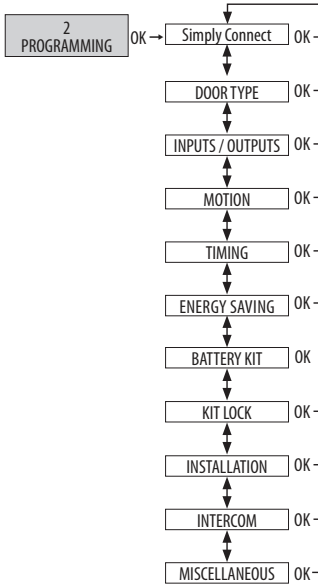 2
PROGRAMMING
OK
Simply Connect
OK
DOOR TYPE
OK
INPUTS / OUTPUTS
OK
MOTION
OK
TIMING
OK
ENERGY SAVING
OK
BATTERY KIT
OK
KIT LOCK
OK
INSTALLATION
OK
INTERCOM
OK
MISCELLANEOUS
OK